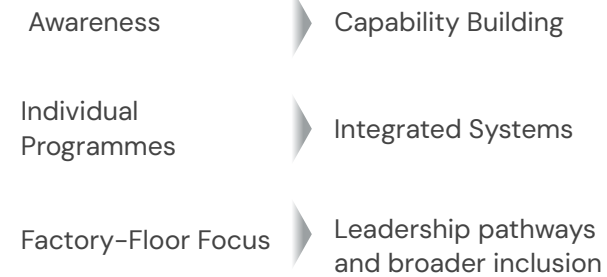 Awareness
Capability Building
Individual
Programmes
Integrated Systems
Factory-Floor Focus
Leadership pathways
and broader inclusion